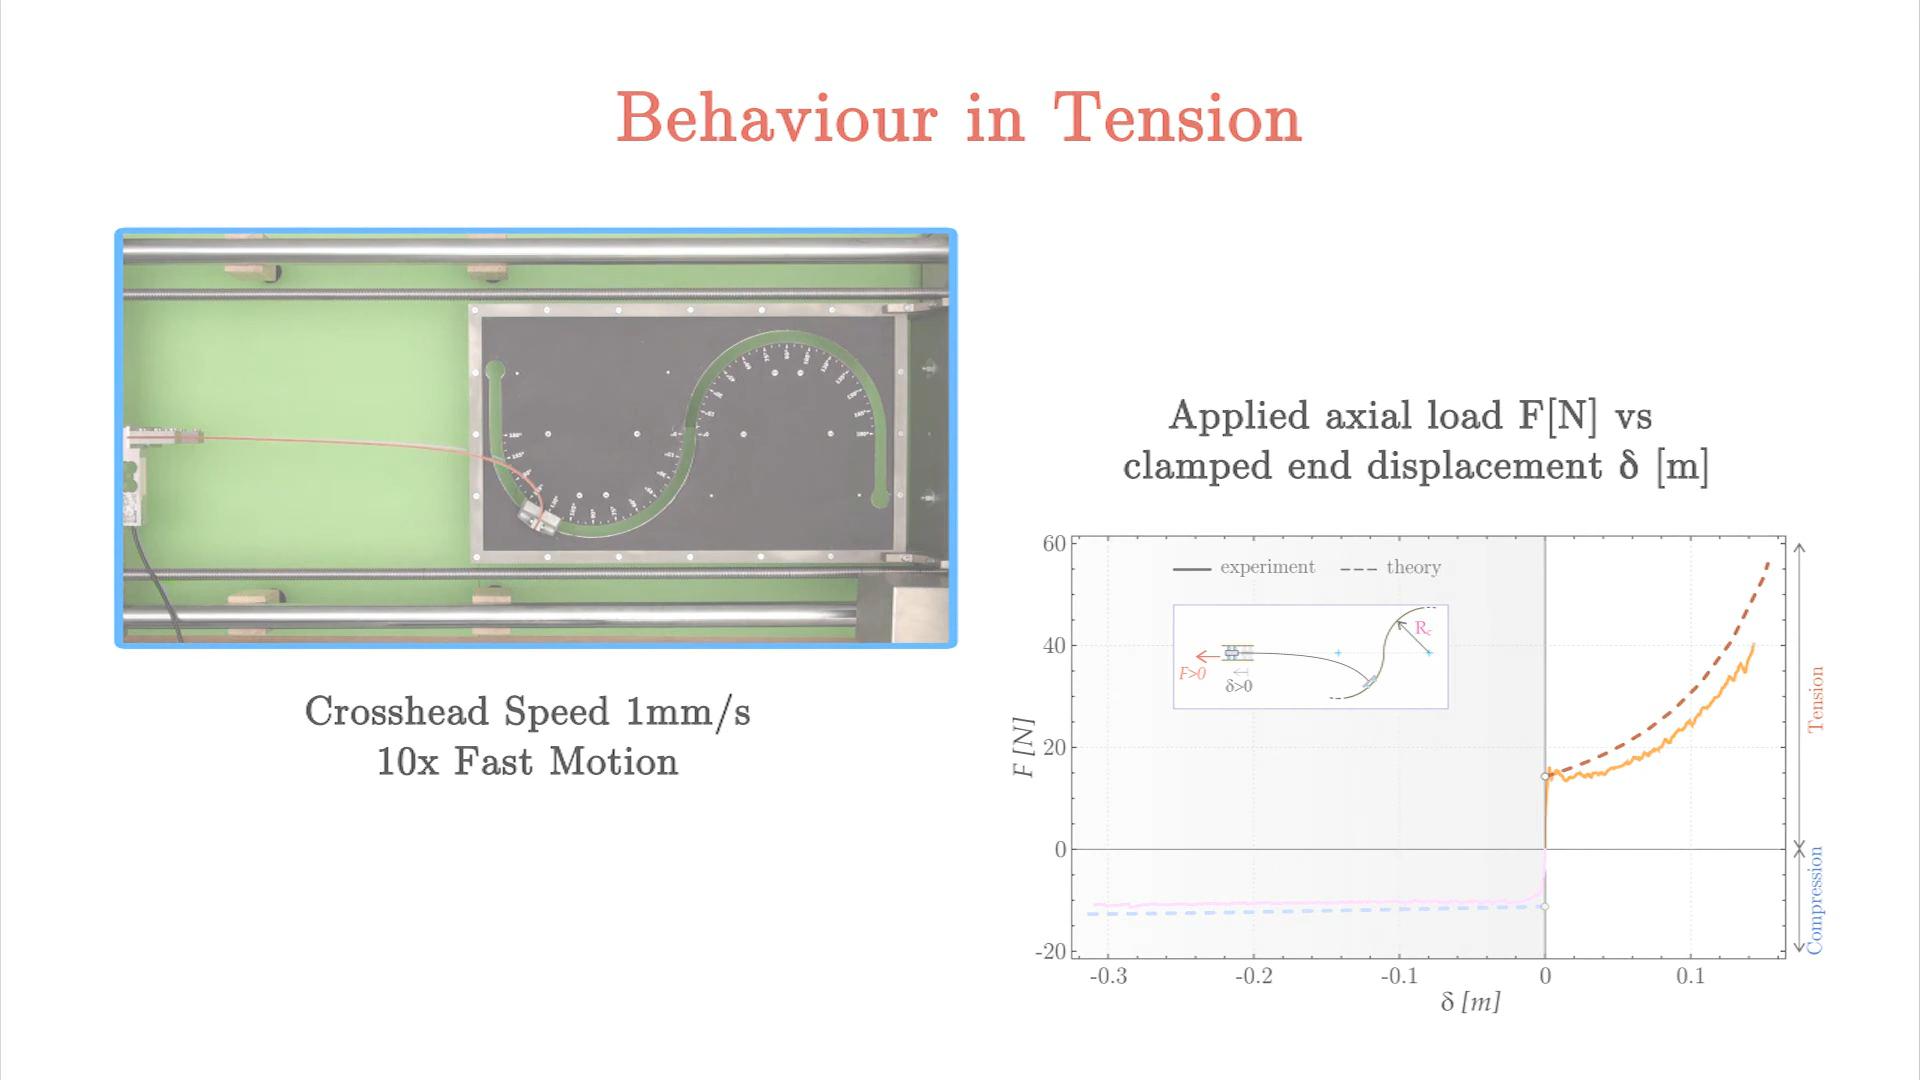 Behaviour in Tension
Crosshead Speed 1mm/s
10x Fast Motion
Applied axial load F[N] vs
clamped end displacement δ [m]
experiment
theory
R_c
F>0
δ>0
60
40
20
0
-20
F [N]
-0.3
-0.2
-0.1
0
0.1
δ [m]
Tension
Compression